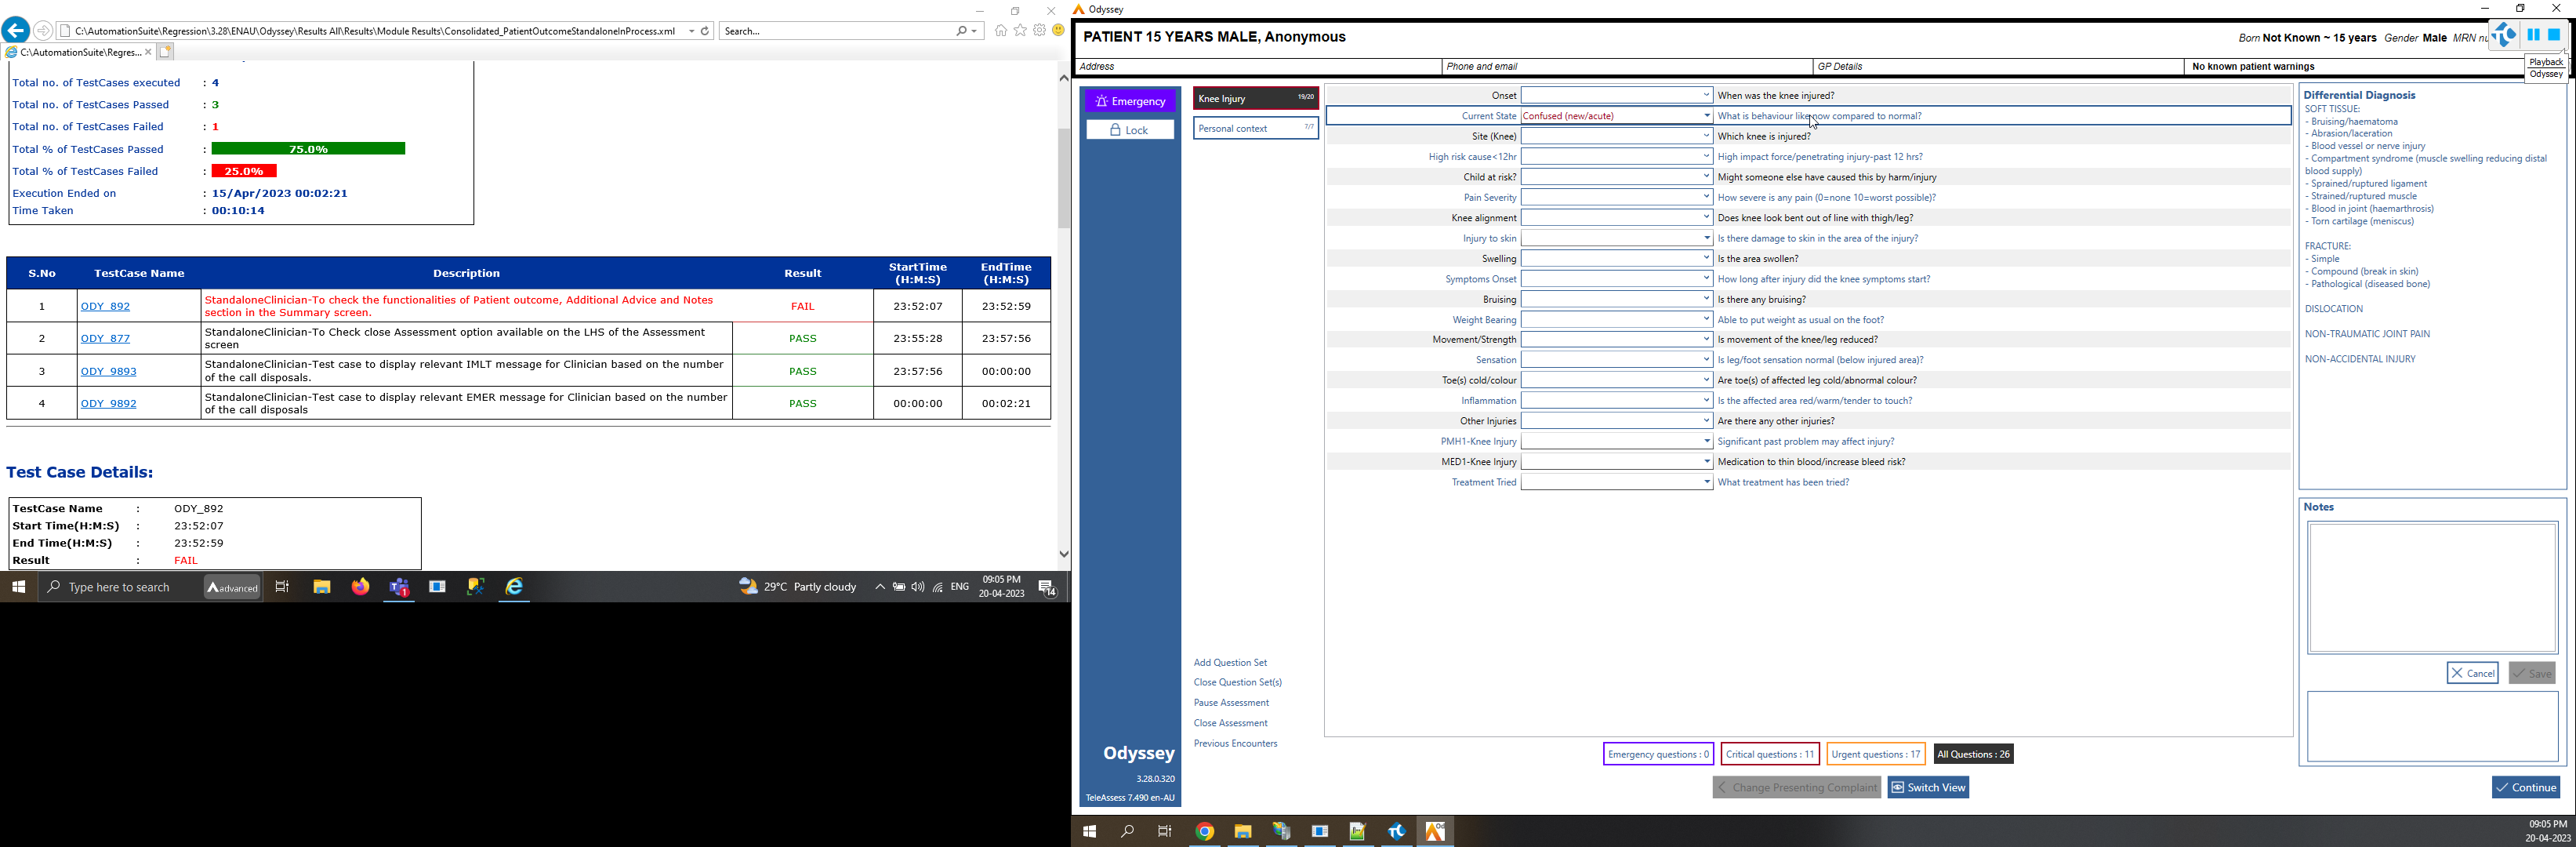 C:\AutomationSuite\Regression\3.28\ENAU\Odyssey\Results All\Results\Module Results\Consolidated_PatientOutcomeStandaloneInProcess.xml
Search...
C:\AutomationSuite\Regres...
Total no. of TestCases executed : 4
Total no. of TestCases Passed : 3
Total no. of TestCases Failed : 1
Total % of TestCases Passed : 75.0%
Total % of TestCases Failed : 25.0%
Execution Ended on : 15/Apr/2023 00:02:21
Time Taken : 00:10:14
S.No TestCase Name Description Result StartTime (H:M:S) EndTime (H:M:S)
1 ODY_892 StandaloneClinician-To check the functionalities of Patient outcome, Additional Advice and Notes section in the Summary screen. FAIL 23:52:07 23:52:59
2 ODY_877 StandaloneClinician-To Check close Assessment option available on the LHS of the Assessment screen PASS 23:55:28 23:57:56
3 ODY_9893 StandaloneClinician-Test case to display relevant IMLT message for Clinician based on the number of the call disposals. PASS 23:57:56 00:00:00
4 ODY_9892 StandaloneClinician-Test case to display relevant EMER message for Clinician based on the number of the call disposals PASS 00:00:00 00:02:21
Test Case Details:
TestCase Name : ODY_892
Start Time(H:M:S) : 23:52:07
End Time(H:M:S) : 23:52:59
Result : FAIL
Type here to search
advanced
29°C Partly cloudy
ENG
09:05 PM
20-04-2023
14
Odyssey
PATIENT 15 YEARS MALE, Anonymous
Born Not Known ~ 15 years Gender Male MRN
Address
Phone and email
GP Details
No known patient warnings
Playback
Odyssey
Emergency
Lock
Knee Injury 19/20
Personal context 7/7
Onset When was the knee injured?
Current State Confused (new/acute) What is behaviour like now compared to normal?
Site (Knee) Which knee is injured?
High risk cause<12hr High impact force/penetrating injury-past 12 hrs?
Child at risk? Might someone else have caused this by harm/injury
Pain Severity How severe is any pain (0=none 10=worst possible)?
Knee alignment Does knee look bent out of line with thigh/leg?
Injury to skin Is there damage to skin in the area of the injury?
Swelling Is the area swollen?
Symptoms Onset How long after injury did the knee symptoms start?
Bruising Is there any bruising?
Weight Bearing Able to put weight as usual on the foot?
Movement/Strength Is movement of the knee/leg reduced?
Sensation Is leg/foot sensation normal (below injured area)?
Toe(s) cold/colour Are toe(s) of affected leg cold/abnormal colour?
Inflammation Is the affected area red/warm/tender to touch?
Other Injuries Are there any other injuries?
PMH1-Knee Injury Significant past problem may affect injury?
MED1-Knee Injury Medication to thin blood/increase bleed risk?
Treatment Tried What treatment has been tried?
Differential Diagnosis
SOFT TISSUE:
- Bruising/haematoma
- Abrasion/laceration
- Blood vessel or nerve injury
- Compartment syndrome (muscle swelling reducing distal
blood supply)
- Sprained/ruptured ligament
- Strained/ruptured muscle
- Blood in joint (haemarthrosis)
- Torn cartilage (meniscus)
FRACTURE:
- Simple
- Compound (break in skin)
- Pathological (diseased bone)
DISLOCATION
NON-TRAUMATIC JOINT PAIN
NON-ACCIDENTAL INJURY
Notes
Cancel
Save
Add Question Set
Close Question Set(s)
Pause Assessment
Close Assessment
Previous Encounters
Odyssey
3.28.0.320
TeleAssess 7.490 en-AU
Emergency questions : 0
Critical questions : 11
Urgent questions : 17
All Questions : 26
Change Presenting Complaint
Switch View
Continue
09:05 PM
20-04-2023